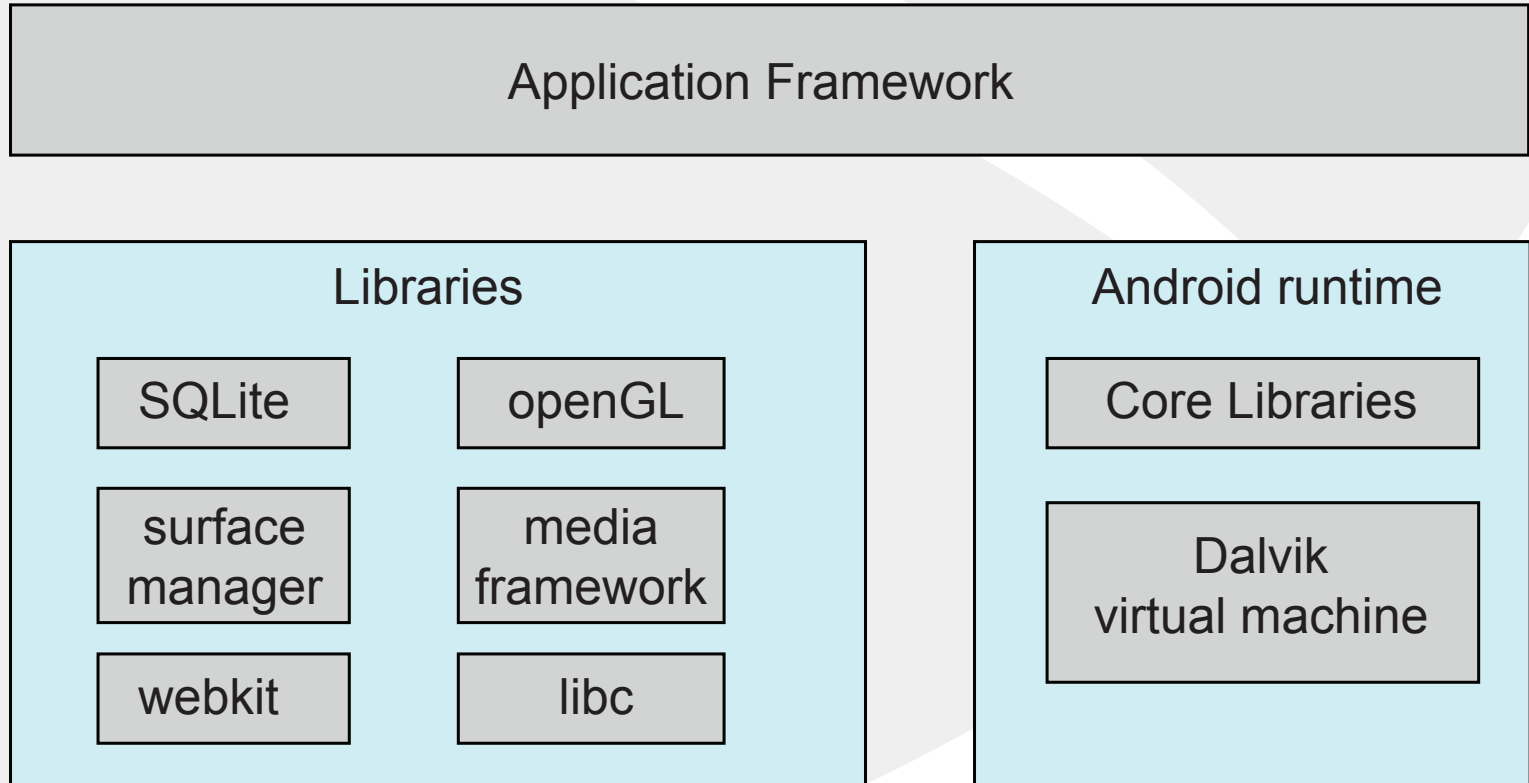 Application Framework
Libraries
SQLite
openGL
surface
manager
media
framework
webkit
libc
Android runtime
Core Libraries
Dalvik
virtual machine